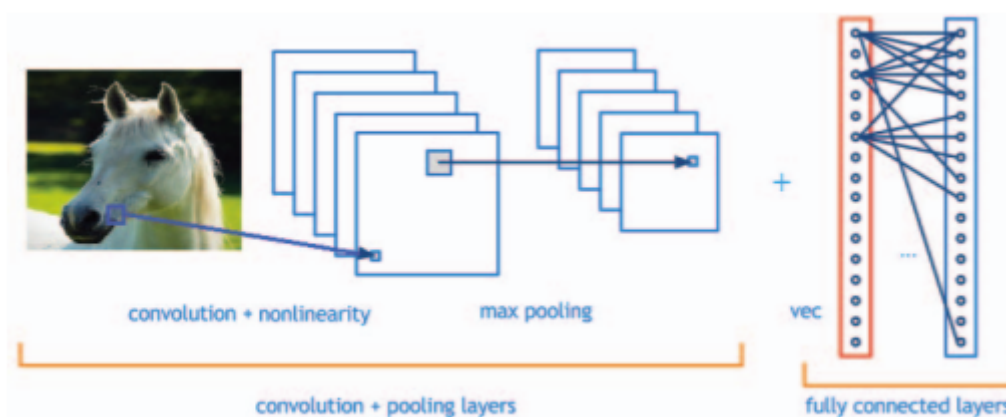 +
...
convolution + nonlinearity
max pooling
vec
convolution + pooling layers
fully connected layers